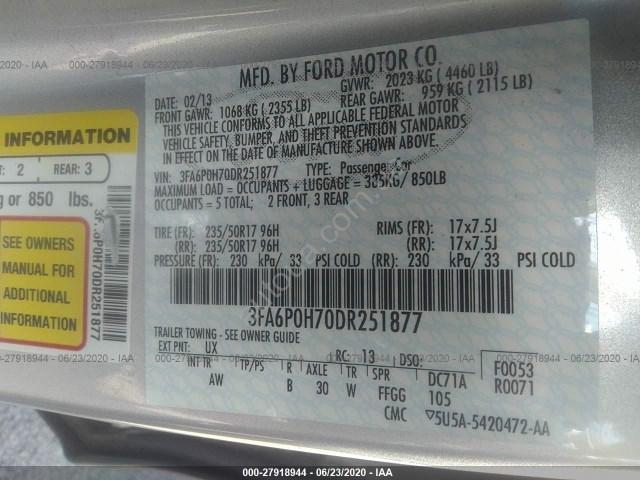 000-27918944 - 06/23/2020 - IAA
MFD. BY FORD MOTOR CO.
02/13
GVWR: 2023 KG ( 4460 LB)
FRONT GAWR: 1068 KG ( 2355 LB)
REAR GAWR: 959 KG ( 2115 LB)
THIS VEHICLE CONFORMS TO ALL APPLICABLE FEDERAL MOTOR
VEHICLE SAFETY, BUMPER, AND THEFT PREVENTION STANDARDS
IN EFFECT ON THE DATE OF MANUFACTURE SHOWN ABOVE.
VIN: 3FA6P0H70DR251877 TYPE: Passenger Car
MAXIMUM LOAD = OCCUPANTS + LUGGAGE = 385KG/ 850LB
OCCUPANTS = 5 TOTAL; 2 FRONT, 3 REAR
TIRE (FR): 235/50R17 96H RIMS (FR): 17x7.5J
(RR): 235/50R17 96H (RR): 17x7.5J
PRESSURE (FR): 230 kPa/ 33 PSI COLD (RR): 230 kPa/ 33 PSI COLD
3FA6P0H70DR251877
TRAILER TOWING - SEE OWNER GUIDE
EXT PNT: UX RC: 13 DSO: F0053
INT TR TP/PS R AXLE TR SPR DC71A R0071
AW B 30 W FFGG 105
CMC ▽5U5A-5420472-AA
INFORMATION
: 2 REAR: 3
g or 850 lbs.
SEE OWNERS
MANUAL FOR
ADDITIONAL
INFORMATION
P0H70DR251877
000-27918944 - 06/23/2020 - IAA
000-27918944 - 06/23/2020 - IAA